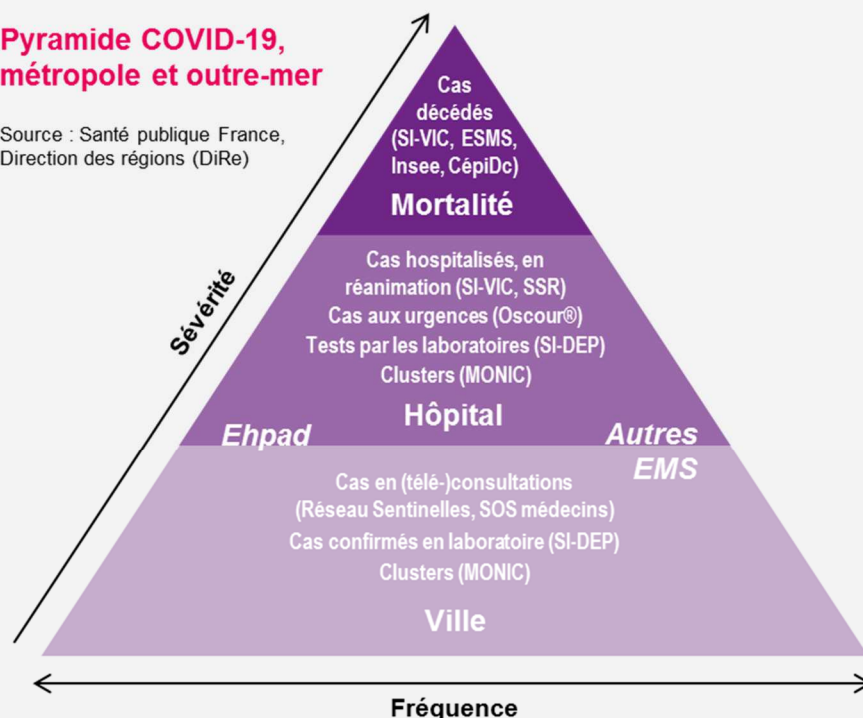 Pyramide COVID-19,
métropole et outre-mer
Source : Santé publique France,
Direction des régions (DiRe)
Sévérité
Cas
décédés
(SI-VIC, ESMS,
Insee, CépiDc)
Mortalité
Cas hospitalisés, en
réanimation (SI-VIC, SSR)
Cas aux urgences (Oscour®)
Tests par les laboratoires (SI-DEP)
Clusters (MONIC)
Hôpital
Ehpad
Autres
EMS
Cas en (télé-)consultations
(Réseau Sentinelles, SOS médecins)
Cas confirmés en laboratoire (SI-DEP)
Clusters (MONIC)
Ville
Fréquence